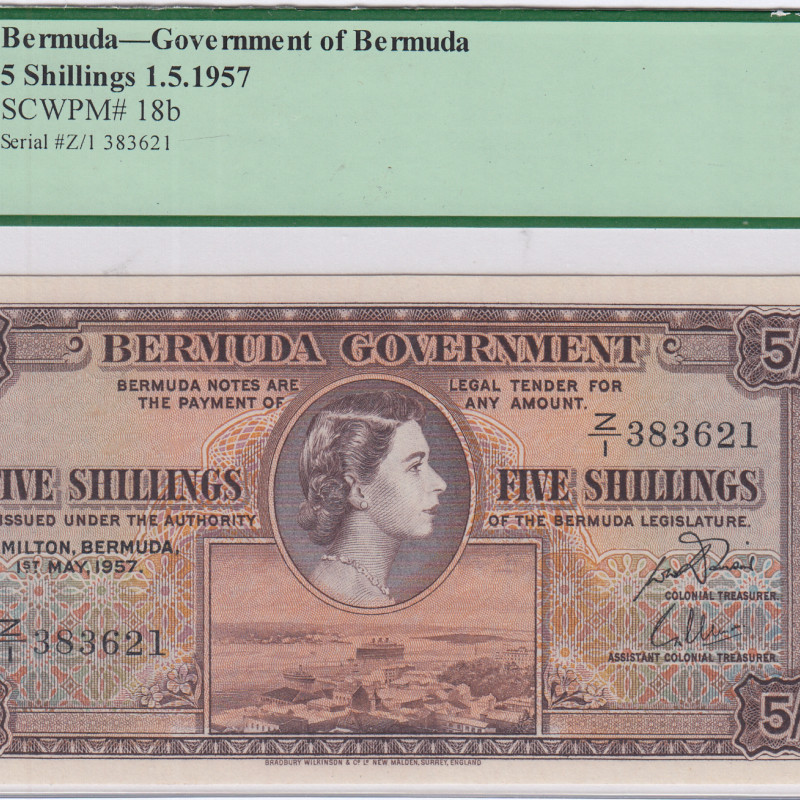 Bermuda—Government of Bermuda
5 Shillings 1.5.1957
SCWPM# 18b
Serial #Z/1 383621
BERMUDA GOVERNMENT
5/
BERMUDA NOTES ARE LEGAL TENDER FOR
THE PAYMENT OF ANY AMOUNT.
Z/1 383621
IVE SHILLINGS FIVE SHILLINGS
ISSUED UNDER THE AUTHORITY OF THE BERMUDA LEGISLATURE.
MILTON, BERMUDA,
1ST MAY, 1957.
COLONIAL TREASURER.
Z/1 383621
ASSISTANT COLONIAL TREASURER.
5/
BRADBURY WILKINSON & Co Ld NEW MALDEN, SURREY, ENGLAND